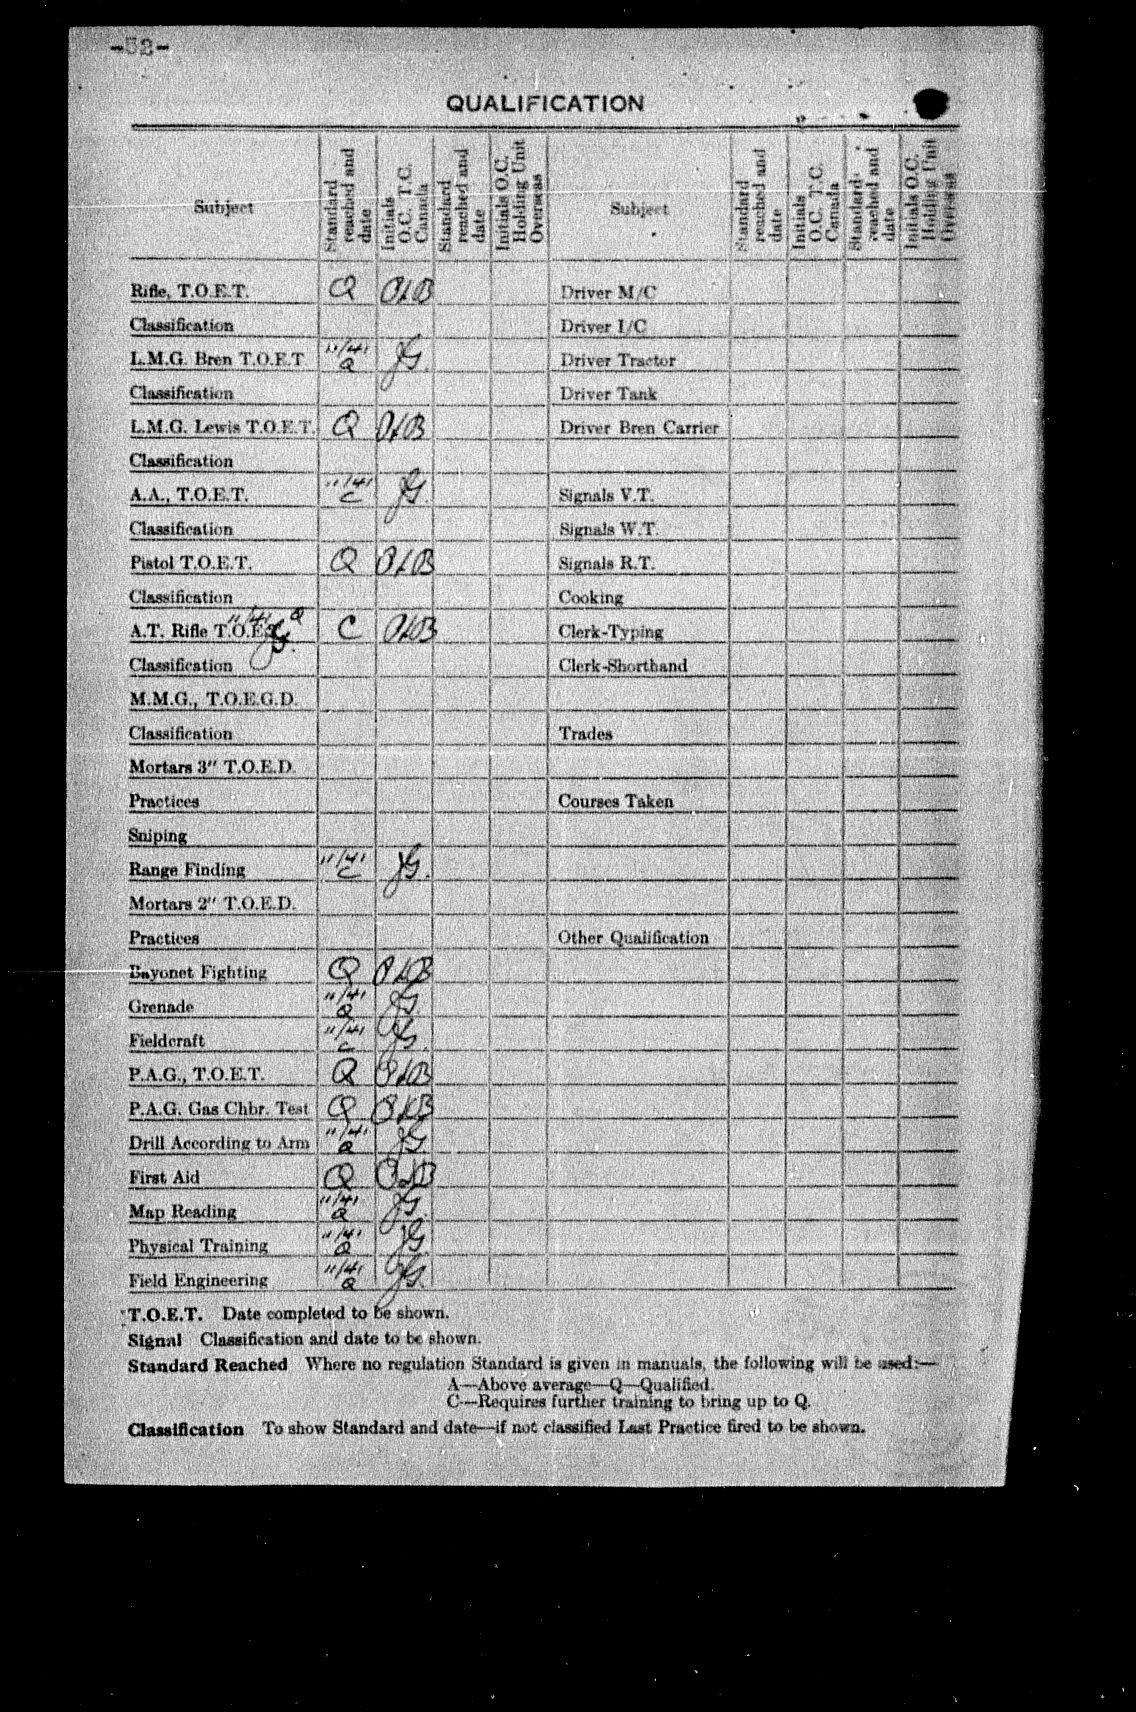 -52-
QUALIFICATION
Subject Standard reached and date Initials O.C. T.C. Canada Standard reached and date Initials O.C. Holding Unit Overseas Subject Standard reached and date Initials O.C. T.C. Canada Standard reached and date Initials O.C. Holding Unit Overseas
Rifle, T.O.E.T. Q Driver M/C
Classification Driver I/C
L.M.G. Bren T.O.E.T 11/41 Q Driver Tractor
Classification Driver Tank
L.M.G. Lewis T.O.E.T. Q Driver Bren Carrier
Classification
A.A., T.O.E.T. 11/41 C Signals V.T.
Classification Signals W.T.
Pistol T.O.E.T. Q Signals R.T.
Classification Cooking
A.T. Rifle T.O.E.T. 11/41 Q C Clerk-Typing
Classification Clerk-Shorthand
M.M.G., T.O.E.G.D.
Classification Trades
Mortars 3" T.O.E.D.
Practices Courses Taken
Sniping
Range Finding 11/41 C
Mortars 2" T.O.E.D.
Practices Other Qualification
Bayonet Fighting Q
Grenade 11/41 Q
Fieldcraft 11/41 C
P.A.G., T.O.E.T. Q
P.A.G. Gas Chbr. Test Q
Drill According to Arm 11/41 Q
First Aid Q
Map Reading 11/41 Q
Physical Training 11/41 Q
Field Engineering 11/41 Q
T.O.E.T. Date completed to be shown.
Signal Classification and date to be shown.
Standard Reached Where no regulation Standard is given in manuals, the following will be used:—
A—Above average—Q—Qualified.
C—Requires further training to bring up to Q.
Classification To show Standard and date—if not classified Last Practice fired to be shown.